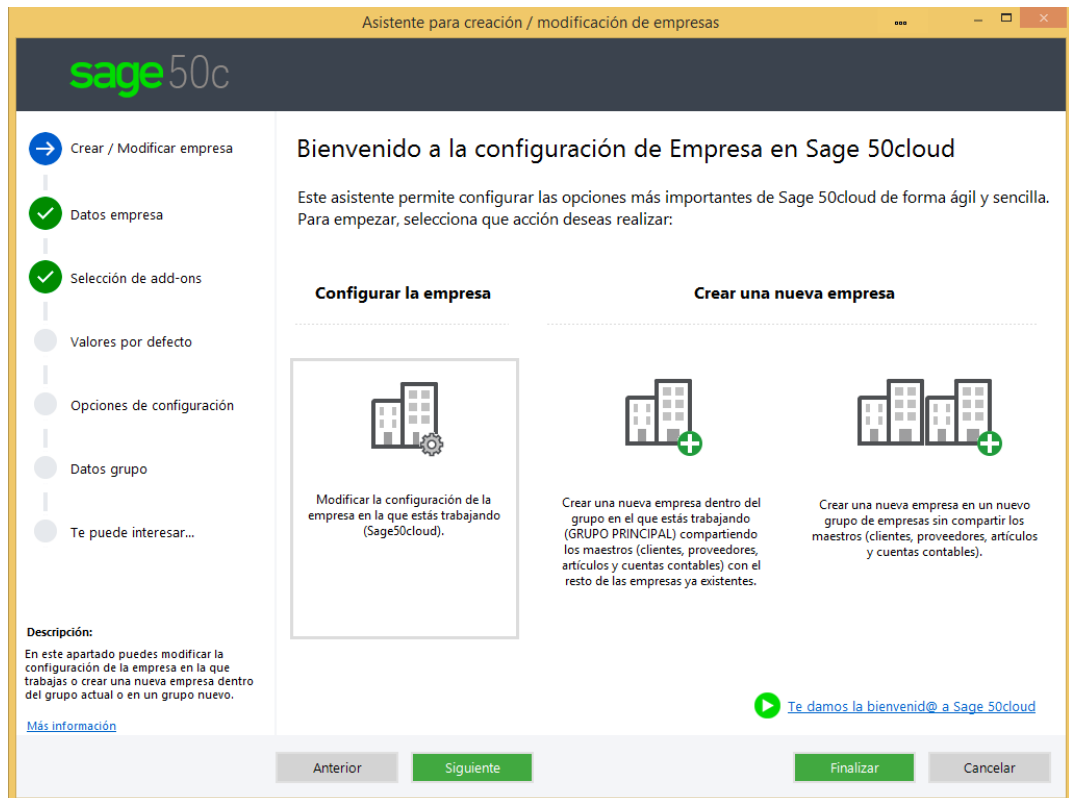 Asistente para creación / modificación de empresas
sage 50c
Crear / Modificar empresa
Datos empresa
Selección de add-ons
Valores por defecto
Opciones de configuración
Datos grupo
Te puede interesar...
Descripción:
En este apartado puedes modificar la
configuración de la empresa en la que
trabajas o crear una nueva empresa dentro
del grupo actual o en un grupo nuevo.
Más información
Bienvenido a la configuración de Empresa en Sage 50cloud
Este asistente permite configurar las opciones más importantes de Sage 50cloud de forma ágil y sencilla.
Para empezar, selecciona que acción deseas realizar:
Configurar la empresa
Crear una nueva empresa
Modificar la configuración de la
empresa en la que estás trabajando
(Sage50cloud).
Crear una nueva empresa dentro del
grupo en el que estás trabajando
(GRUPO PRINCIPAL) compartiendo
los maestros (clientes, proveedores,
artículos y cuentas contables) con el
resto de las empresas ya existentes.
Crear una nueva empresa en un nuevo
grupo de empresas sin compartir los
maestros (clientes, proveedores, artículos
y cuentas contables).
Te damos la bienvenid@ a Sage 50cloud
Anterior
Siguiente
Finalizar
Cancelar